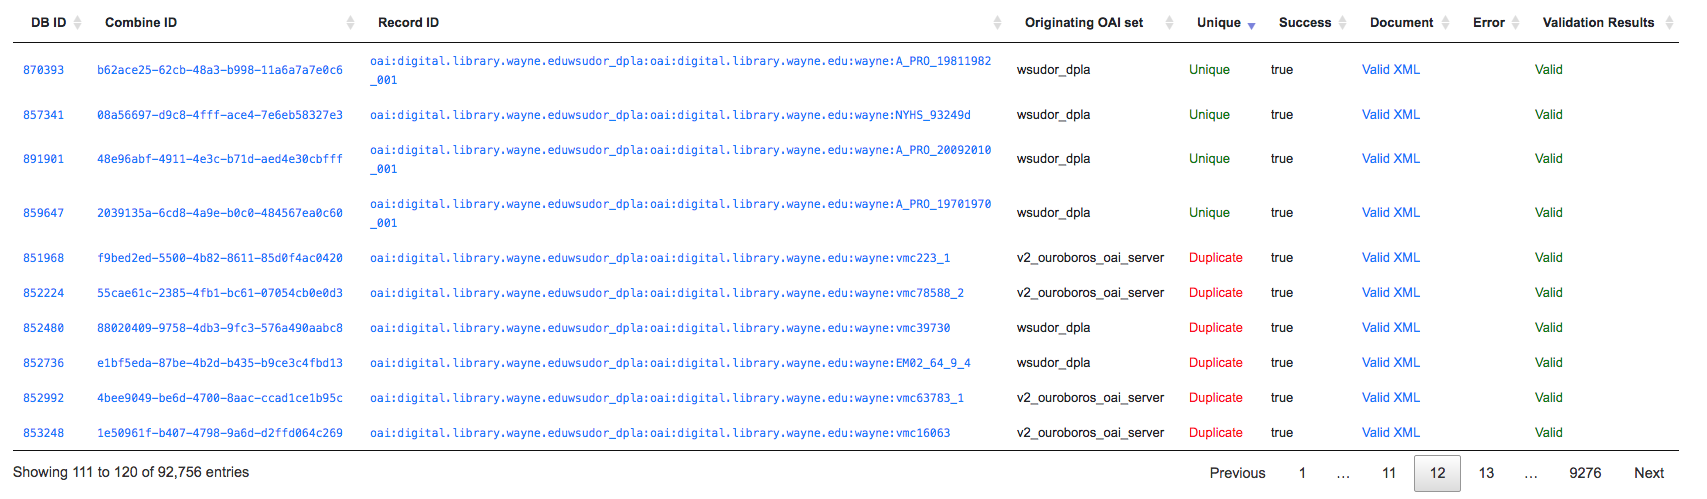 DB ID Combine ID Record ID Originating OAI set Unique Success Document Error Validation Results
870393 b62ace25-62cb-48a3-b998-11a6a7a7e0c6 oai:digital.library.wayne.eduwsudor_dpla:oai:digital.library.wayne.edu:wayne:A_PRO_19811982
_001 wsudor_dpla Unique true Valid XML Valid
857341 08a56697-d9c8-4fff-ace4-7e6eb58327e3 oai:digital.library.wayne.eduwsudor_dpla:oai:digital.library.wayne.edu:wayne:NYHS_93249d wsudor_dpla Unique true Valid XML Valid
891901 48e96abf-4911-4e3c-b71d-aed4e30cbfff oai:digital.library.wayne.eduwsudor_dpla:oai:digital.library.wayne.edu:wayne:A_PRO_20092010
_001 wsudor_dpla Unique true Valid XML Valid
859647 2039135a-6cd8-4a9e-b0c0-484567ea0c60 oai:digital.library.wayne.eduwsudor_dpla:oai:digital.library.wayne.edu:wayne:A_PRO_19701970
_001 wsudor_dpla Unique true Valid XML Valid
851968 f9bed2ed-5500-4b82-8611-85d0f4ac0420 oai:digital.library.wayne.eduwsudor_dpla:oai:digital.library.wayne.edu:wayne:vmc223_1 v2_ouroboros_oai_server Duplicate true Valid XML Valid
852224 55cae61c-2385-4fb1-bc61-07054cb0e0d3 oai:digital.library.wayne.eduwsudor_dpla:oai:digital.library.wayne.edu:wayne:vmc78588_2 v2_ouroboros_oai_server Duplicate true Valid XML Valid
852480 88020409-9758-4db3-9fc3-576a490aabc8 oai:digital.library.wayne.eduwsudor_dpla:oai:digital.library.wayne.edu:wayne:vmc39730 wsudor_dpla Duplicate true Valid XML Valid
852736 e1bf5eda-87be-4b2d-b435-b9ce3c4fbd13 oai:digital.library.wayne.eduwsudor_dpla:oai:digital.library.wayne.edu:wayne:EM02_64_9_4 wsudor_dpla Duplicate true Valid XML Valid
852992 4bee9049-be6d-4700-8aac-ccad1ce1b95c oai:digital.library.wayne.eduwsudor_dpla:oai:digital.library.wayne.edu:wayne:vmc63783_1 v2_ouroboros_oai_server Duplicate true Valid XML Valid
853248 1e50961f-b407-4798-9a6d-d2ffd064c269 oai:digital.library.wayne.eduwsudor_dpla:oai:digital.library.wayne.edu:wayne:vmc16063 v2_ouroboros_oai_server Duplicate true Valid XML Valid
Showing 111 to 120 of 92,756 entries Previous 1 … 11 12 13 … 9276 Next